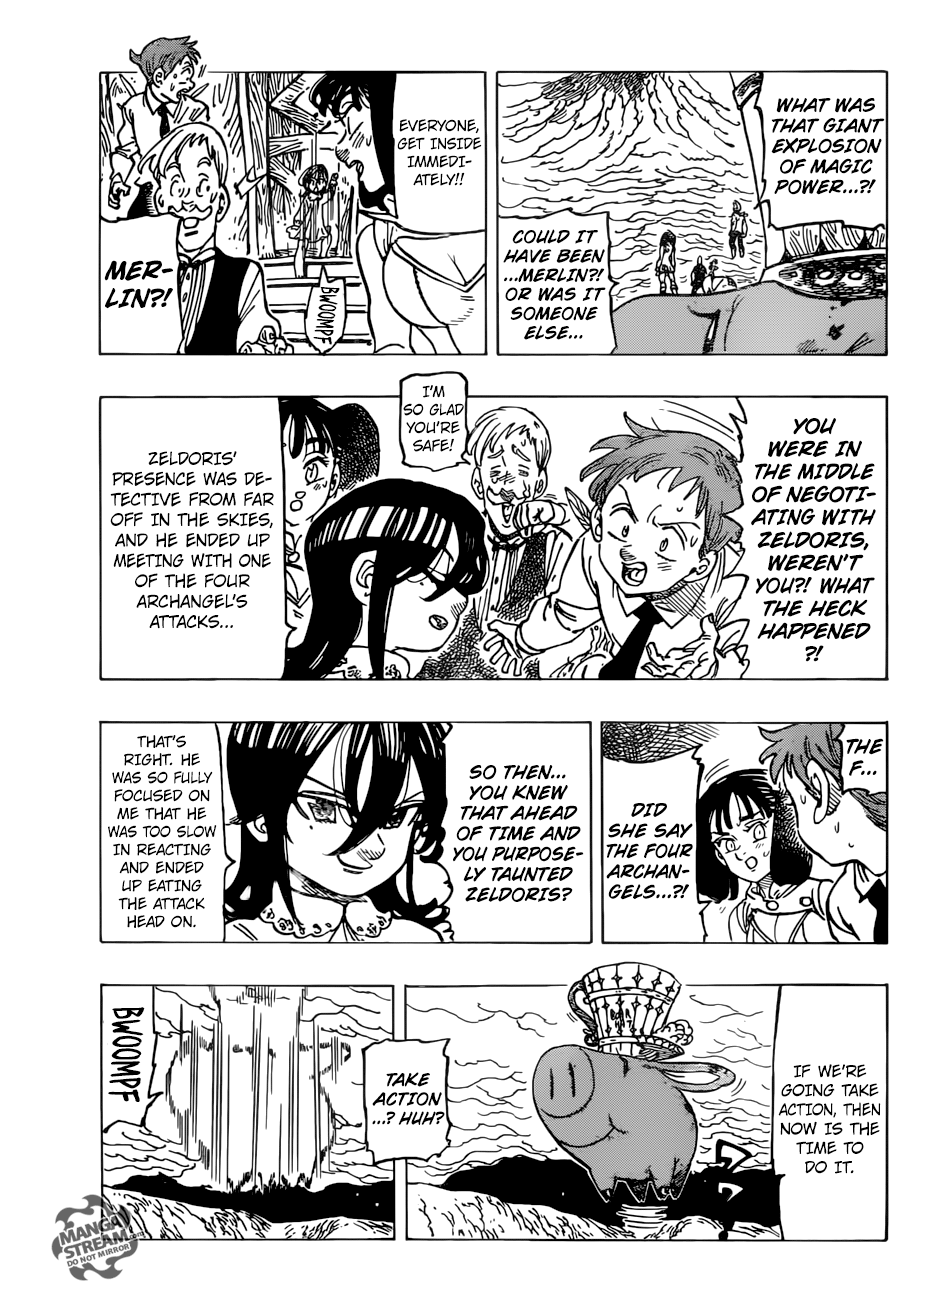 WHAT WAS
THAT GIANT
EXPLOSION
OF MAGIC
POWER...?!
COULD IT
HAVE BEEN
...MERLIN?!
OR WAS IT
SOMEONE
ELSE...
EVERYONE,
GET INSIDE
IMMEDI-
ATELY!!
BWOOMPF
MER-
LIN?!
YOU
WERE IN
THE MIDDLE
OF NEGOTI-
ATING WITH
ZELDORIS,
WEREN'T
YOU?! WHAT
THE HECK
HAPPENED
?!
I'M
SO GLAD
YOU'RE
SAFE!
ZELDORIS'
PRESENCE WAS DE-
TECTIVE FROM FAR
OFF IN THE SKIES,
AND HE ENDED UP
MEETING WITH ONE
OF THE FOUR
ARCHANGEL'S
ATTACKS...
THE
F...
DID
SHE SAY
THE FOUR
ARCHAN-
GELS...?!
SO THEN...
YOU KNEW
THAT AHEAD
OF TIME AND
YOU PURPOSE-
LY TAUNTED
ZELDORIS?
THAT'S
RIGHT. HE
WAS SO FULLY
FOCUSED ON
ME THAT HE
WAS TOO SLOW
IN REACTING
AND ENDED
UP EATING
THE ATTACK
HEAD ON.
IF WE'RE
GOING TAKE
ACTION, THEN
NOW IS THE
TIME TO
DO IT.
TAKE
ACTION
...? HUH?
BWOOMPF
MANGA
STREAM.com
DO NOT MIRROR